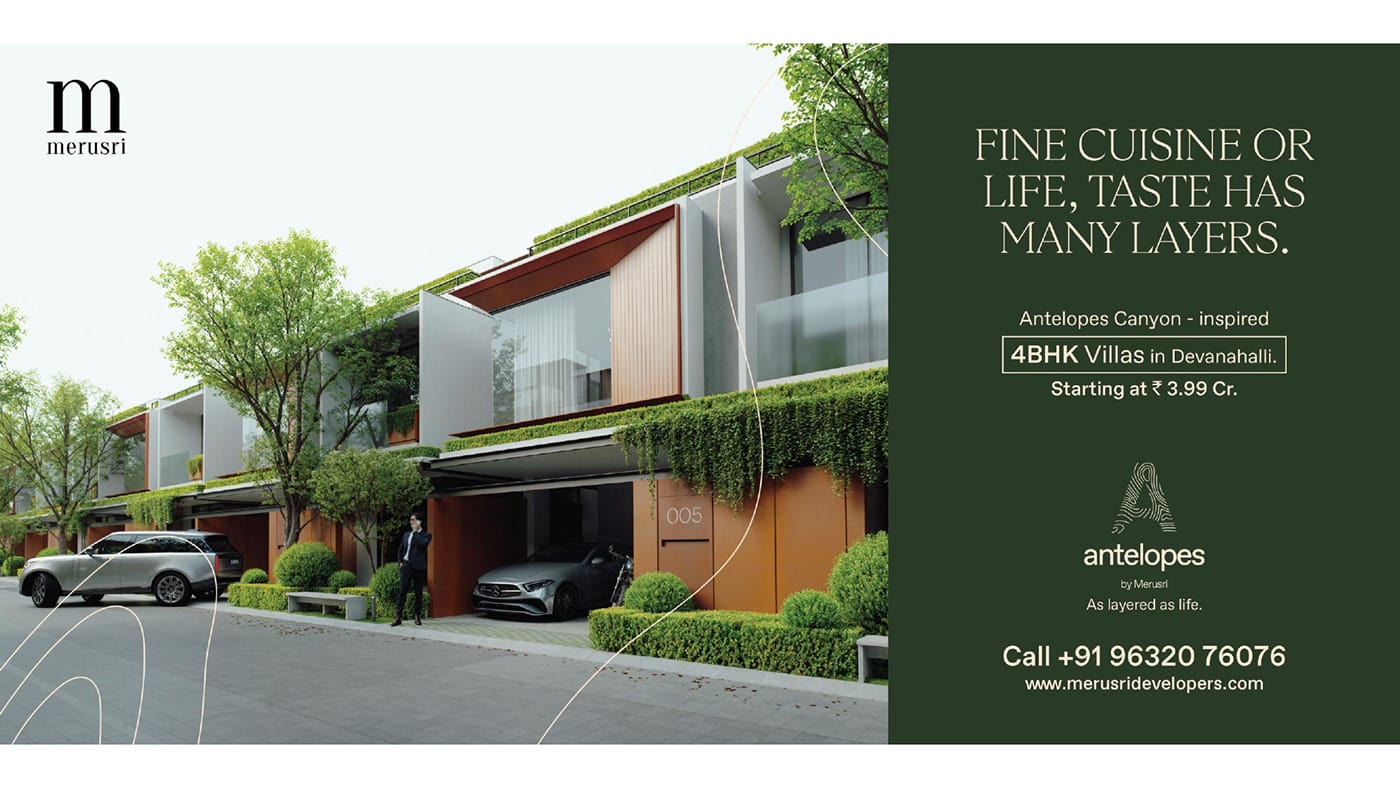 m
merusri
FINE CUISINE OR
LIFE, TASTE HAS
MANY LAYERS.
Antelopes Canyon - inspired
4BHK Villas in Devanahalli.
Starting at ₹ 3.99 Cr.
005
antelopes
by Merusri
As layered as life.
Call +91 96320 76076
www.merusridevelopers.com